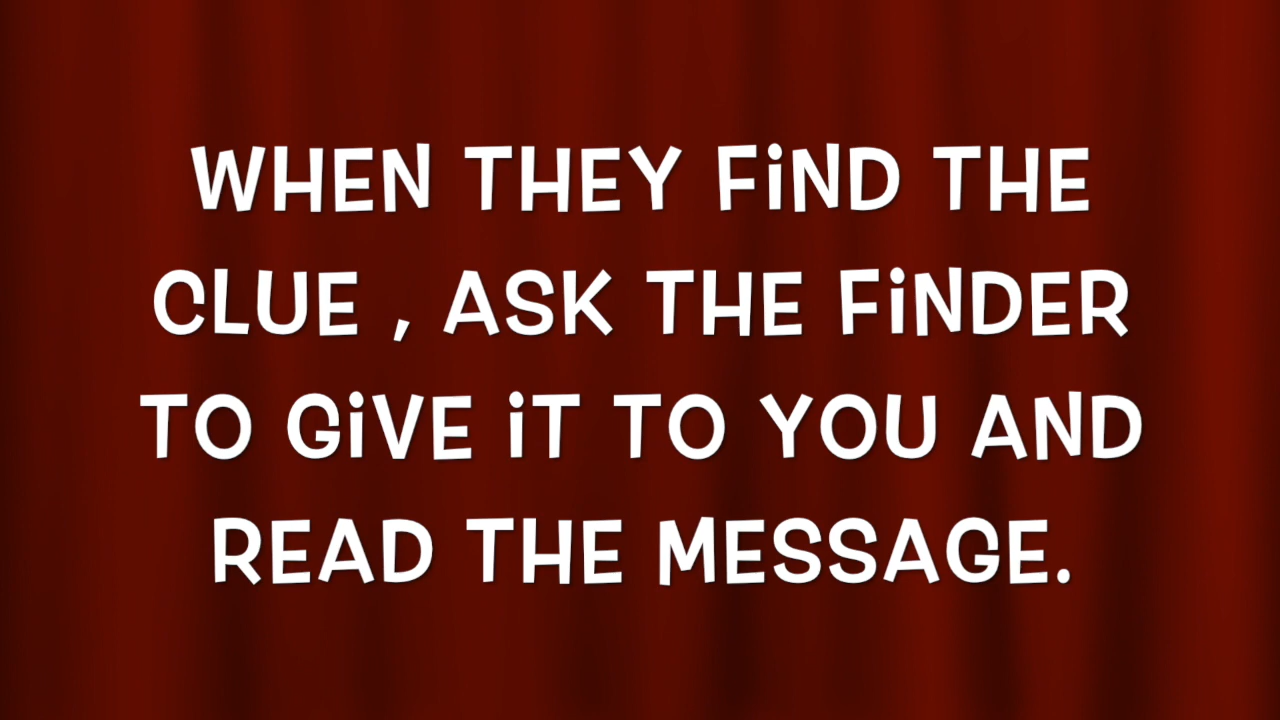 WHEN THEY FiND THE
CLUE , ASK THE FiNDER
TO GiVE iT TO YOU AND
READ THE MESSAGE.